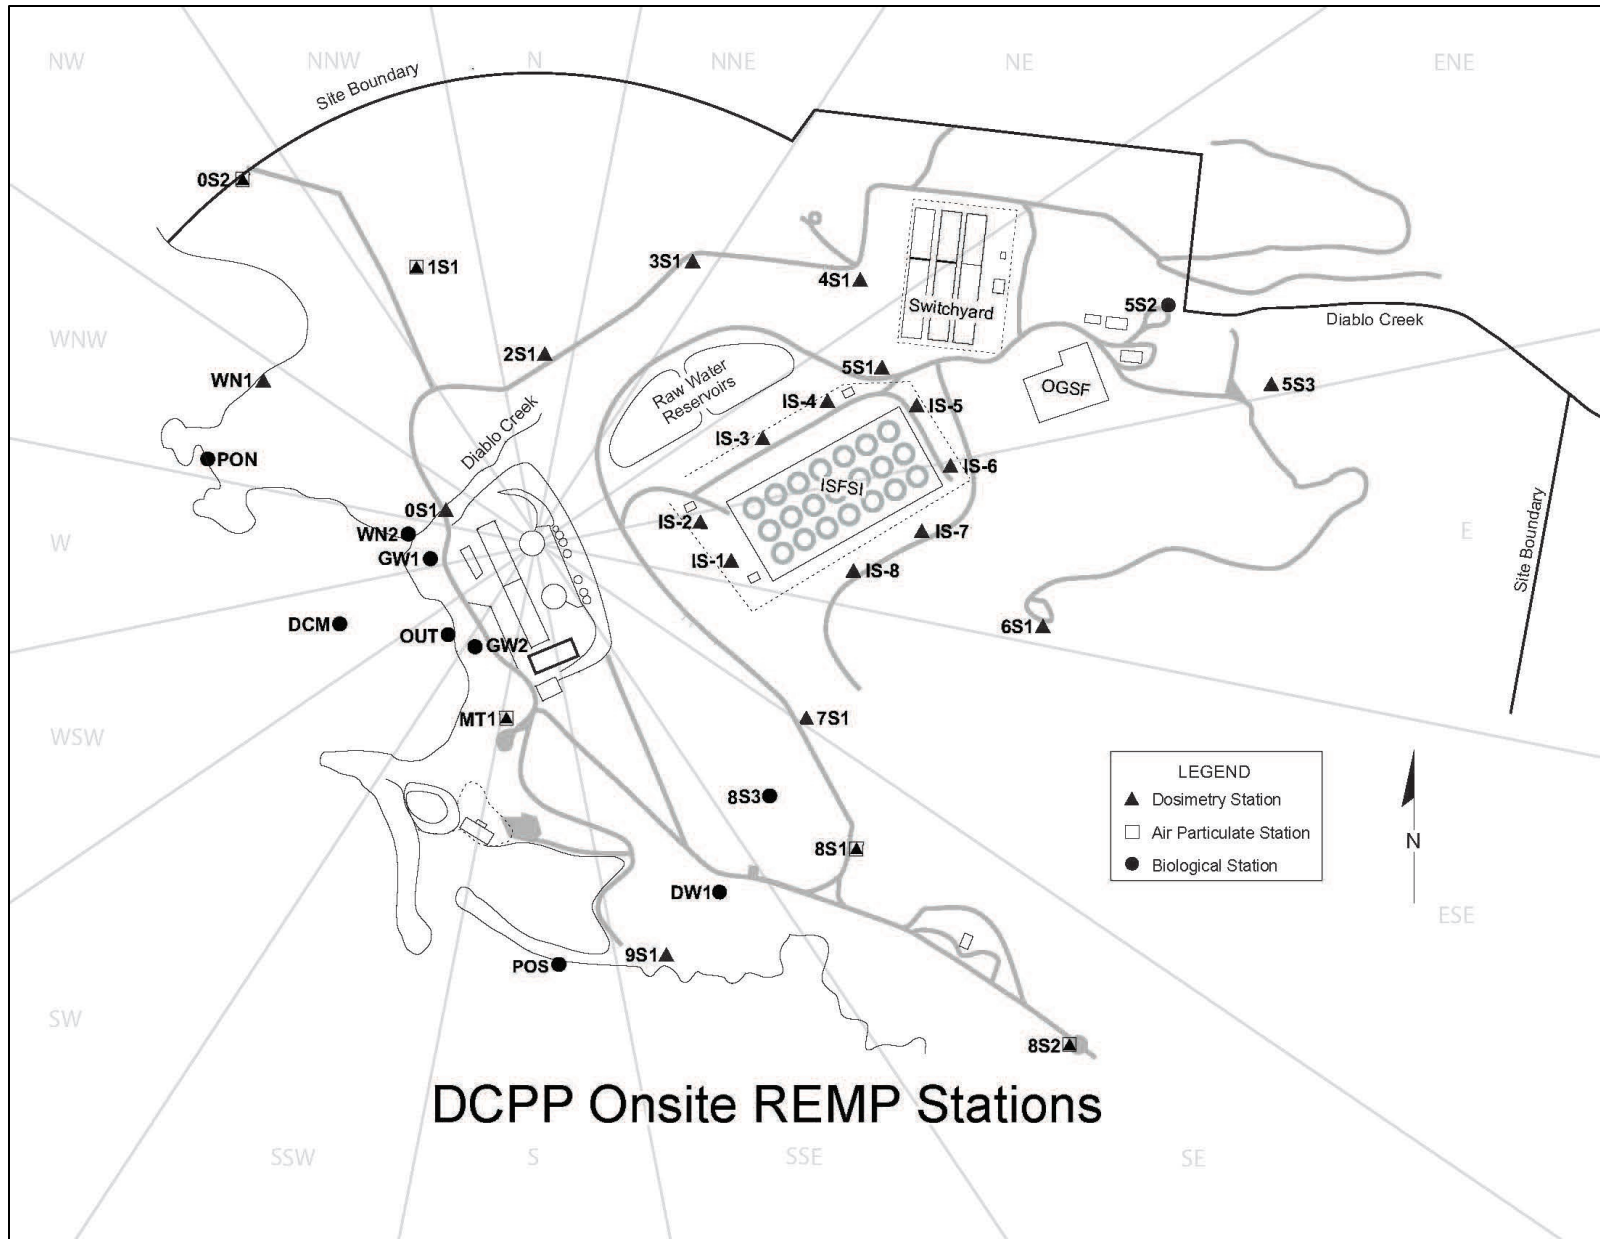 NW
NNW
N
NNE
NE
ENE
Site Boundary
0S2
1S1
3S1
4S1
Switchyard
5S2
Diablo Creek
WNW
2S1
WN1
Raw Water
Reservoirs
5S1
OGSF
5S3
IS-4
IS-5
Diablo Creek
IS-3
PON
IS-6
ISFSI
0S1
IS-2
WN2
W
GW1
IS-7
E
Site Boundary
IS-1
IS-8
DCM
OUT
GW2
6S1
MT1
7S1
WSW
LEGEND
Dosimetry Station
Air Particulate Station
Biological Station
N
8S3
8S1
DW1
ESE
9S1
POS
SW
8S2
DCPP Onsite REMP Stations
SSW
S
SSE
SE